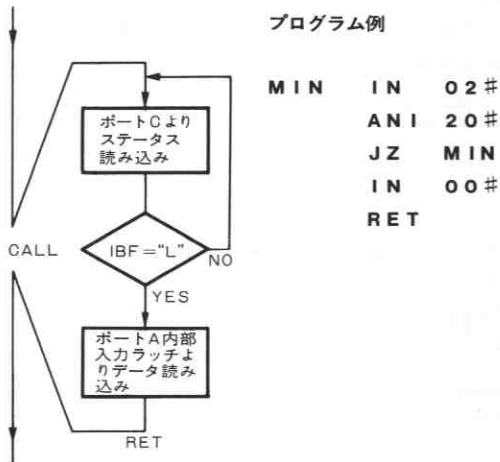 プログラム例
MIN IN 02#
ANI 20#
JZ MIN
IN 00#
RET
ポートCより
ステータス
読み込み
CALL
IBF="L"
NO
YES
ポートA内部
入力ラッチよ
りデータ読み
込み
RET